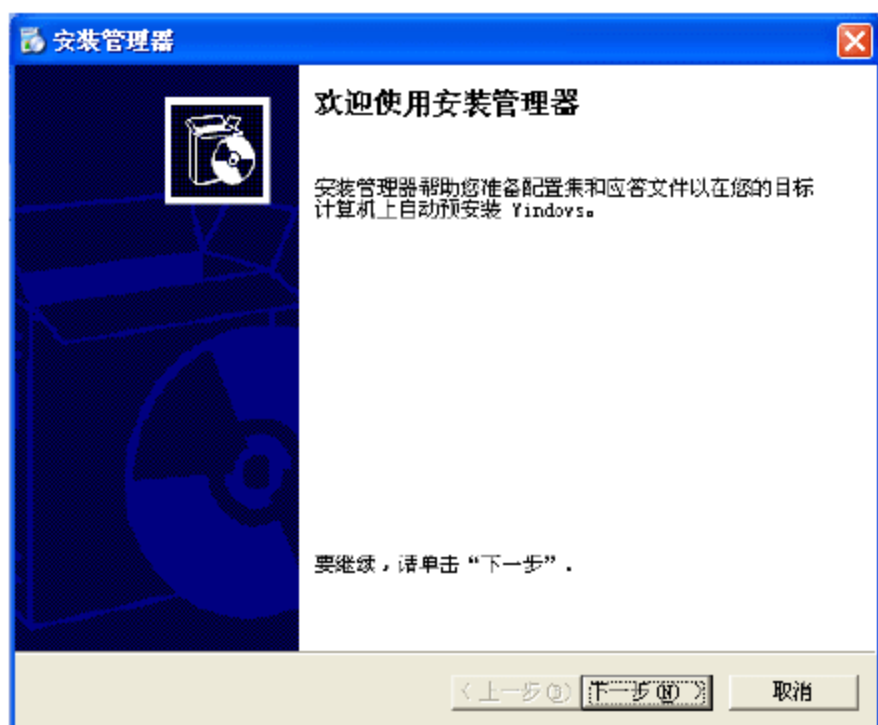 安装管理器
欢迎使用安装管理器
安装管理器帮助您准备配置集和应答文件以在您的目标
计算机上自动预安装 Windows。
要继续，请单击“下一步”.
< 上一步(B)
下一步(N) >
取消